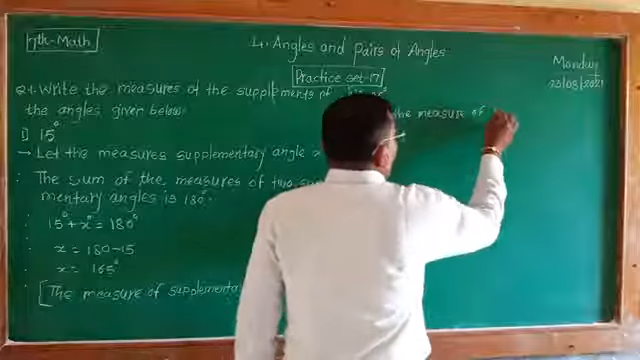 7th-Math
4. Angles and Pairs of Angles
Monday
23/08/2021
Practice set-17
Q.1 Write the measures of the supplements of
the angles given below
i) 15°
→ Let the measures supplementary angle x
∴ The sum of the measures of two
mentary angles is 180°.
∴ 15° + x° = 180°
∴ x = 180-15
∴ x = 165°
∴ [The measure of supplementa
the measure of